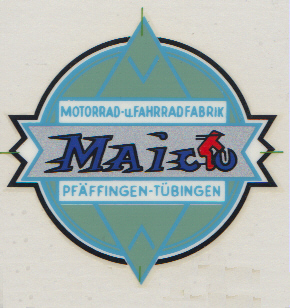 MOTORRAD-u.FAHRRADFABRIK
MAICO
PFÄFFINGEN-TÜBINGEN